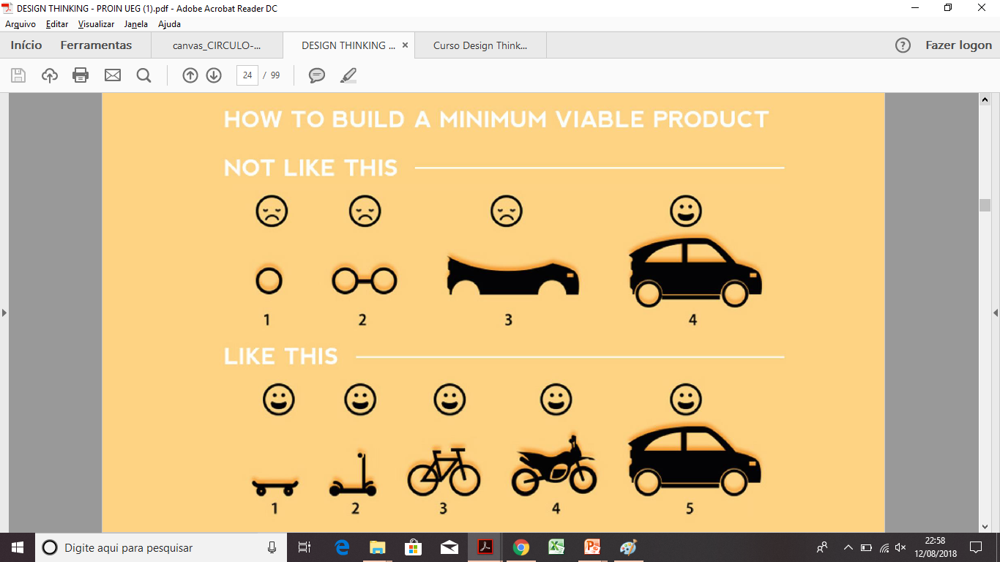 DESIGN THINKING - PROIN UEG (1).pdf - Adobe Acrobat Reader DC
Arquivo Editar Visualizar Janela Ajuda
Início Ferramentas canvas_CIRCULO-... DESIGN THINKING ... × Curso Design Think... ? Fazer logon
24 / 99
HOW TO BUILD A MINIMUM VIABLE PRODUCT
NOT LIKE THIS
1 2 3 4
LIKE THIS
1 2 3 4 5
Digite aqui para pesquisar
22:58
12/08/2018